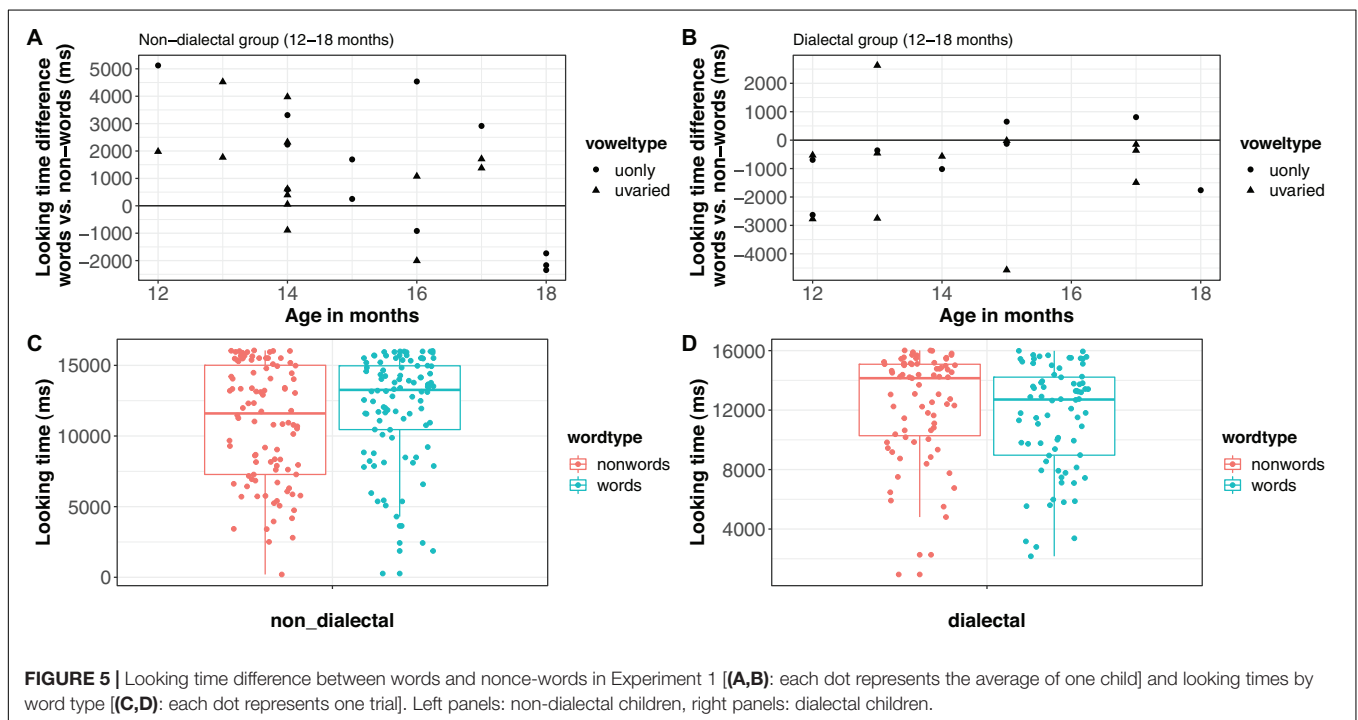 A
Non−dialectal group (12−18 months)
Looking time difference
words vs. non−words (ms)
5000
4000
3000
2000
1000
0
−1000
−2000
12
14
16
18
Age in months
voweltype
uonly
uvaried
B
Dialectal group (12−18 months)
Looking time difference
words vs. non−words (ms)
2000
1000
0
−1000
−2000
−3000
−4000
12
14
16
18
Age in months
voweltype
uonly
uvaried
C
Looking time (ms)
15000
10000
5000
0
non_dialectal
wordtype
nonwords
words
D
Looking time (ms)
16000
12000
8000
4000
dialectal
wordtype
nonwords
words
FIGURE 5 | Looking time difference between words and nonce-words in Experiment 1 [(A,B): each dot represents the average of one child] and looking times by
word type [(C,D): each dot represents one trial]. Left panels: non-dialectal children, right panels: dialectal children.